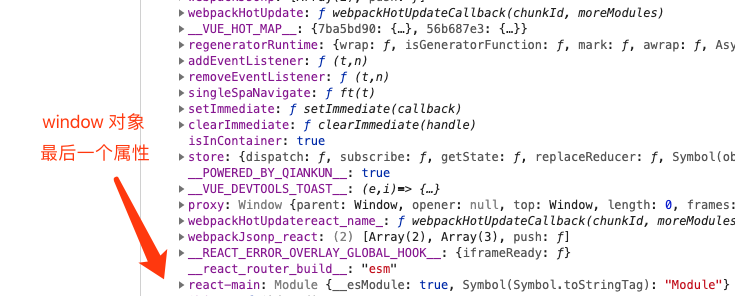 webpackHotUpdate: ƒ webpackHotUpdateCallback(chunkId, moreModules)
__VUE_HOT_MAP__: {7ba5bd90: {…}, 56b687e3: {…}}
regeneratorRuntime: {wrap: ƒ, isGeneratorFunction: ƒ, mark: ƒ, awrap: ƒ, Asy
addEventListener: ƒ (t,n)
removeEventListener: ƒ (t,n)
singleSpaNavigate: ƒ ft(t)
setImmediate: ƒ setImmediate(callback)
clearImmediate: ƒ clearImmediate(handle)
isInContainer: true
store: {dispatch: ƒ, subscribe: ƒ, getState: ƒ, replaceReducer: ƒ, Symbol(ob
__POWERED_BY_QIANKUN__: true
__VUE_DEVTOOLS_TOAST__: (e,i)=> {…}
proxy: Window {parent: Window, opener: null, top: Window, length: 0, frames:
webpackHotUpdatereact_name_: ƒ webpackHotUpdateCallback(chunkId, moreModules
webpackJsonp_react: (2) [Array(2), Array(3), push: ƒ]
__REACT_ERROR_OVERLAY_GLOBAL_HOOK__: {iframeReady: ƒ}
__react_router_build__: "esm"
react-main: Module {__esModule: true, Symbol(Symbol.toStringTag): "Module"}
window 对象
最后一个属性